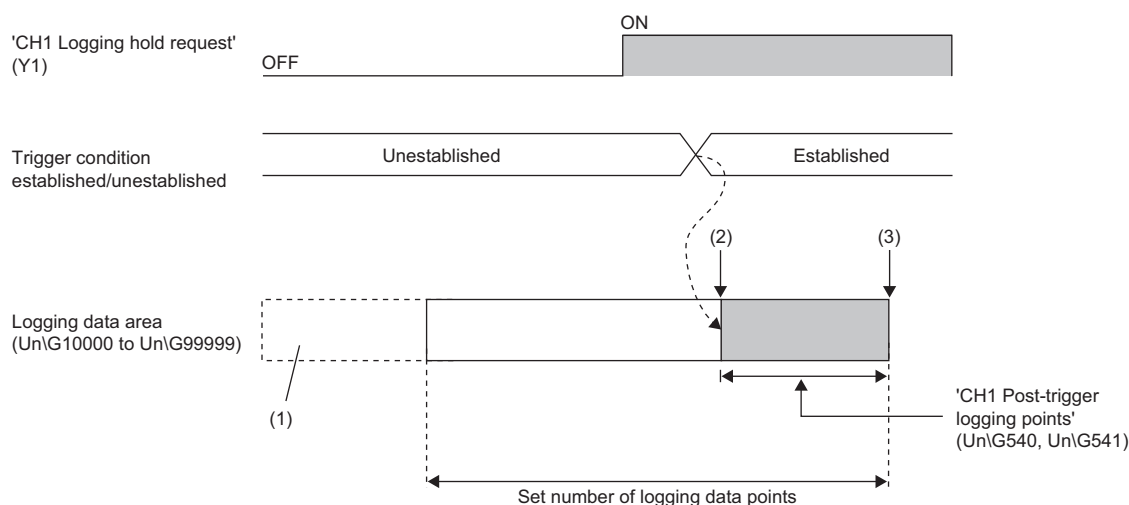 ON
'CH1 Logging hold request'
(Y1)
OFF
Trigger condition
established/unestablished
Unestablished
Established
(2)
(3)
Logging data area
(Un\G10000 to Un\G99999)
(1)
'CH1 Post-trigger
logging points'
(Un\G540, Un\G541)
Set number of logging data points